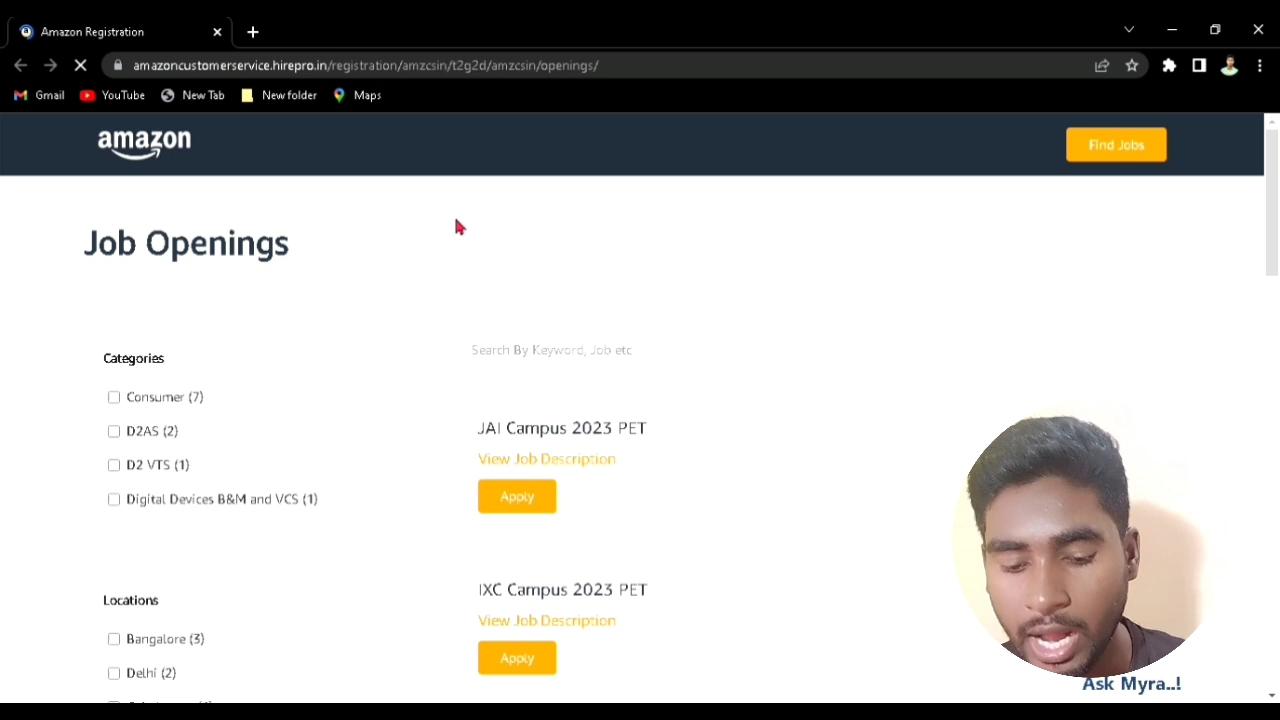 Amazon Registration
amazoncustomerservice.hirepro.in/registration/amzcsin/t2g2d/amzcsin/openings/
Gmail YouTube New Tab New folder Maps
amazon
Find Jobs
Job Openings
Categories
Consumer (7)
D2AS (2)
D2 VTS (1)
Digital Devices B&M and VCS (1)
Locations
Bangalore (3)
Delhi (2)
Search By Keyword, Job etc
JAI Campus 2023 PET
View Job Description
Apply
IXC Campus 2023 PET
View Job Description
Apply
Ask Myra..!